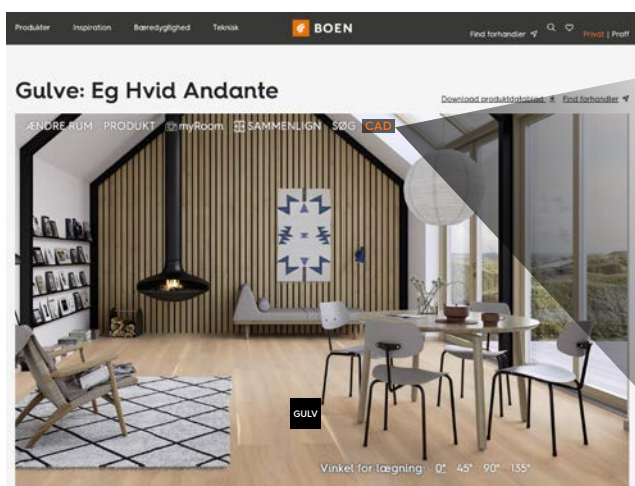 Produkter Inspiration Bæredygtighed Teknisk BOEN Find forhandler Privat | Proff
Gulve: Eg Hvid Andante
Download produktdatablad Find forhandler
ÆNDRE RUM PRODUKT myRoom SAMMENLIGN SØG CAD
GULV
Vinkel for lægning: 0° 45° 90° 135°